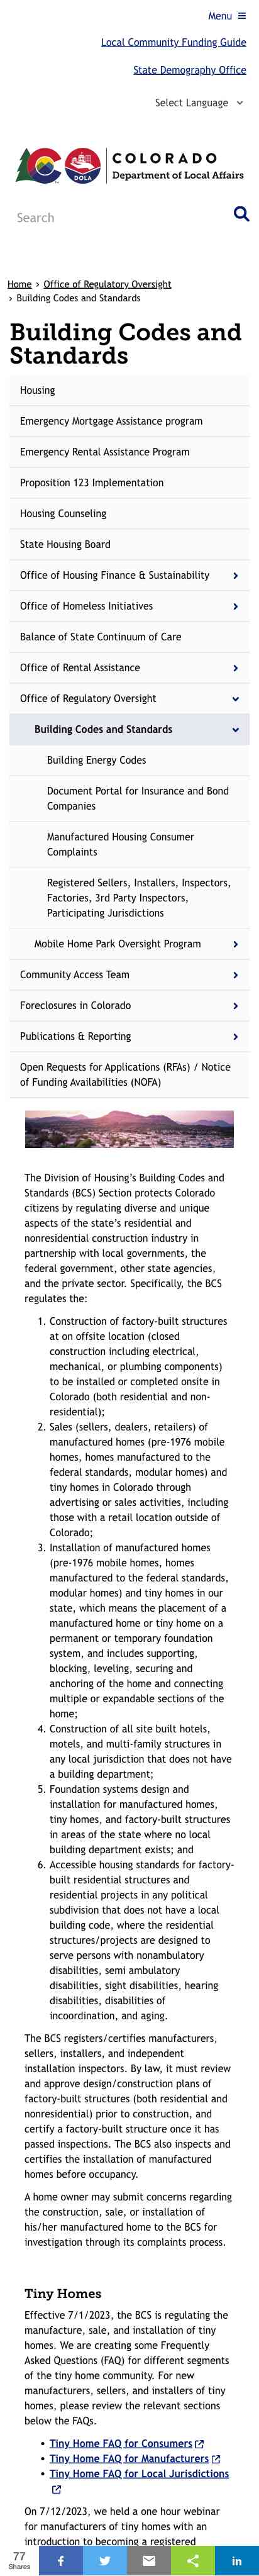 Menu
Local Community Funding Guide
State Demography Office
Select Language
C
DOLA
COLORADO
Department of Local Affairs
Search
Home › Office of Regulatory Oversight
› Building Codes and Standards
Building Codes and
Standards
Housing
Emergency Mortgage Assistance program
Emergency Rental Assistance Program
Proposition 123 Implementation
Housing Counseling
State Housing Board
Office of Housing Finance & Sustainability
Office of Homeless Initiatives
Balance of State Continuum of Care
Office of Rental Assistance
Office of Regulatory Oversight
Building Codes and Standards
Building Energy Codes
Document Portal for Insurance and Bond
Companies
Manufactured Housing Consumer
Complaints
Registered Sellers, Installers, Inspectors,
Factories, 3rd Party Inspectors,
Participating Jurisdictions
Mobile Home Park Oversight Program
Community Access Team
Foreclosures in Colorado
Publications & Reporting
Open Requests for Applications (RFAs) / Notice
of Funding Availabilities (NOFA)
The Division of Housing’s Building Codes and
Standards (BCS) Section protects Colorado
citizens by regulating diverse and unique
aspects of the state’s residential and
nonresidential construction industry in
partnership with local governments, the
federal government, other state agencies,
and the private sector. Specifically, the BCS
regulates the:
1. Construction of factory-built structures
at an offsite location (closed
construction including electrical,
mechanical, or plumbing components)
to be installed or completed onsite in
Colorado (both residential and non-
residential);
2. Sales (sellers, dealers, retailers) of
manufactured homes (pre-1976 mobile
homes, homes manufactured to the
federal standards, modular homes) and
tiny homes in Colorado through
advertising or sales activities, including
those with a retail location outside of
Colorado;
3. Installation of manufactured homes
(pre-1976 mobile homes, homes
manufactured to the federal standards,
modular homes) and tiny homes in our
state, which means the placement of a
manufactured home or tiny home on a
permanent or temporary foundation
system, and includes supporting,
blocking, leveling, securing and
anchoring of the home and connecting
multiple or expandable sections of the
home;
4. Construction of all site built hotels,
motels, and multi-family structures in
any local jurisdiction that does not have
a building department;
5. Foundation systems design and
installation for manufactured homes,
tiny homes, and factory-built structures
in areas of the state where no local
building department exists; and
6. Accessible housing standards for factory-
built residential structures and
residential projects in any political
subdivision that does not have a local
building code, where the residential
structures/projects are designed to
serve persons with nonambulatory
disabilities, semi ambulatory
disabilities, sight disabilities, hearing
disabilities, disabilities of
incoordination, and aging.
The BCS registers/certifies manufacturers,
sellers, installers, and independent
installation inspectors. By law, it must review
and approve design/construction plans of
factory-built structures (both residential and
nonresidential) prior to construction, and
certify a factory-built structure once it has
passed inspections. The BCS also inspects and
certifies the installation of manufactured
homes before occupancy.
A home owner may submit concerns regarding
the construction, sale, or installation of
his/her manufactured home to the BCS for
investigation through its complaints process.
Tiny Homes
Effective 7/1/2023, the BCS is regulating the
manufacture, sale, and installation of tiny
homes. We are creating some Frequently
Asked Questions (FAQ) for different segments
of the tiny home community. For new
manufacturers, sellers, and installers of tiny
homes, please review the relevant sections
below the FAQs.
• Tiny Home FAQ for Consumers
• Tiny Home FAQ for Manufacturers
• Tiny Home FAQ for Local Jurisdictions
On 7/12/2023, we held a one hour webinar
for manufacturers of tiny homes with an
introduction to becoming a registered
77
Shares